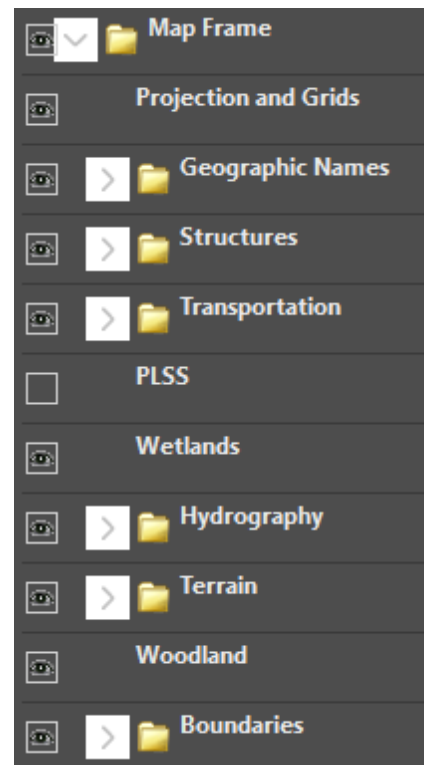 Map Frame
Projection and Grids
Geographic Names
Structures
Transportation
PLSS
Wetlands
Hydrography
Terrain
Woodland
Boundaries